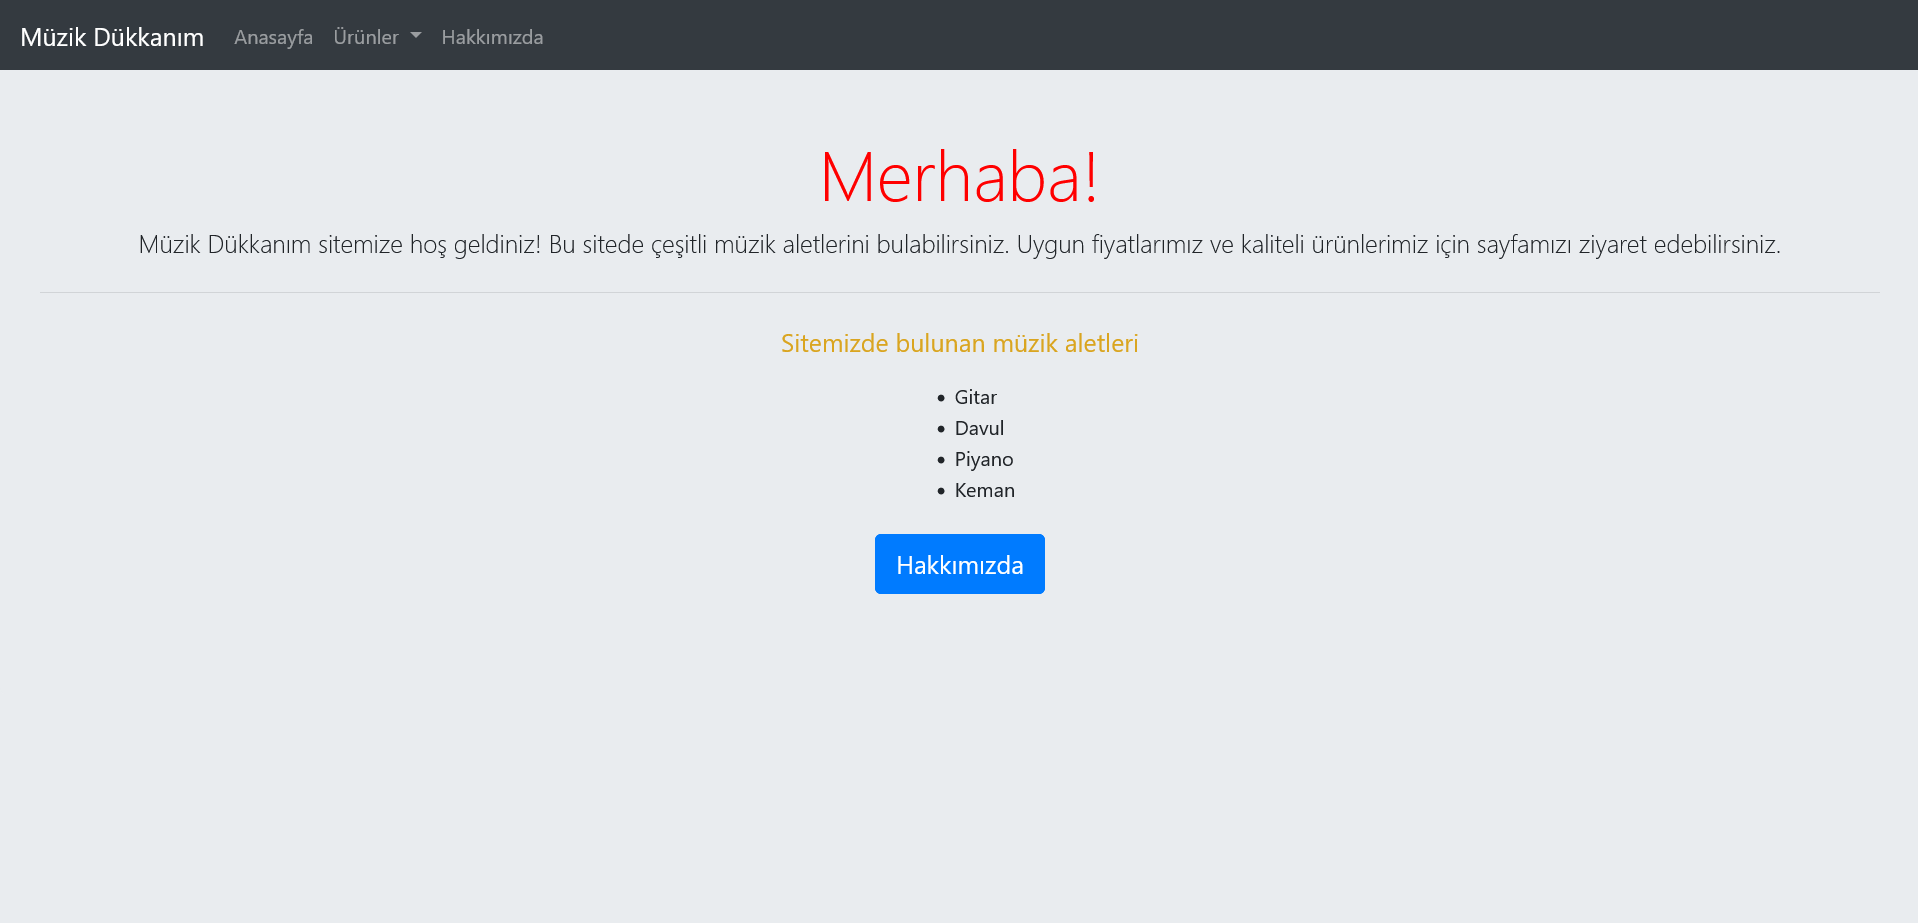 Müzik Dükkanım Anasayfa Ürünler Hakkımızda
Merhaba!
Müzik Dükkanım sitemize hoş geldiniz! Bu sitede çeşitli müzik aletlerini bulabilirsiniz. Uygun fiyatlarımız ve kaliteli ürünlerimiz için sayfamızı ziyaret edebilirsiniz.
Sitemizde bulunan müzik aletleri
Gitar
Davul
Piyano
Keman
Hakkımızda